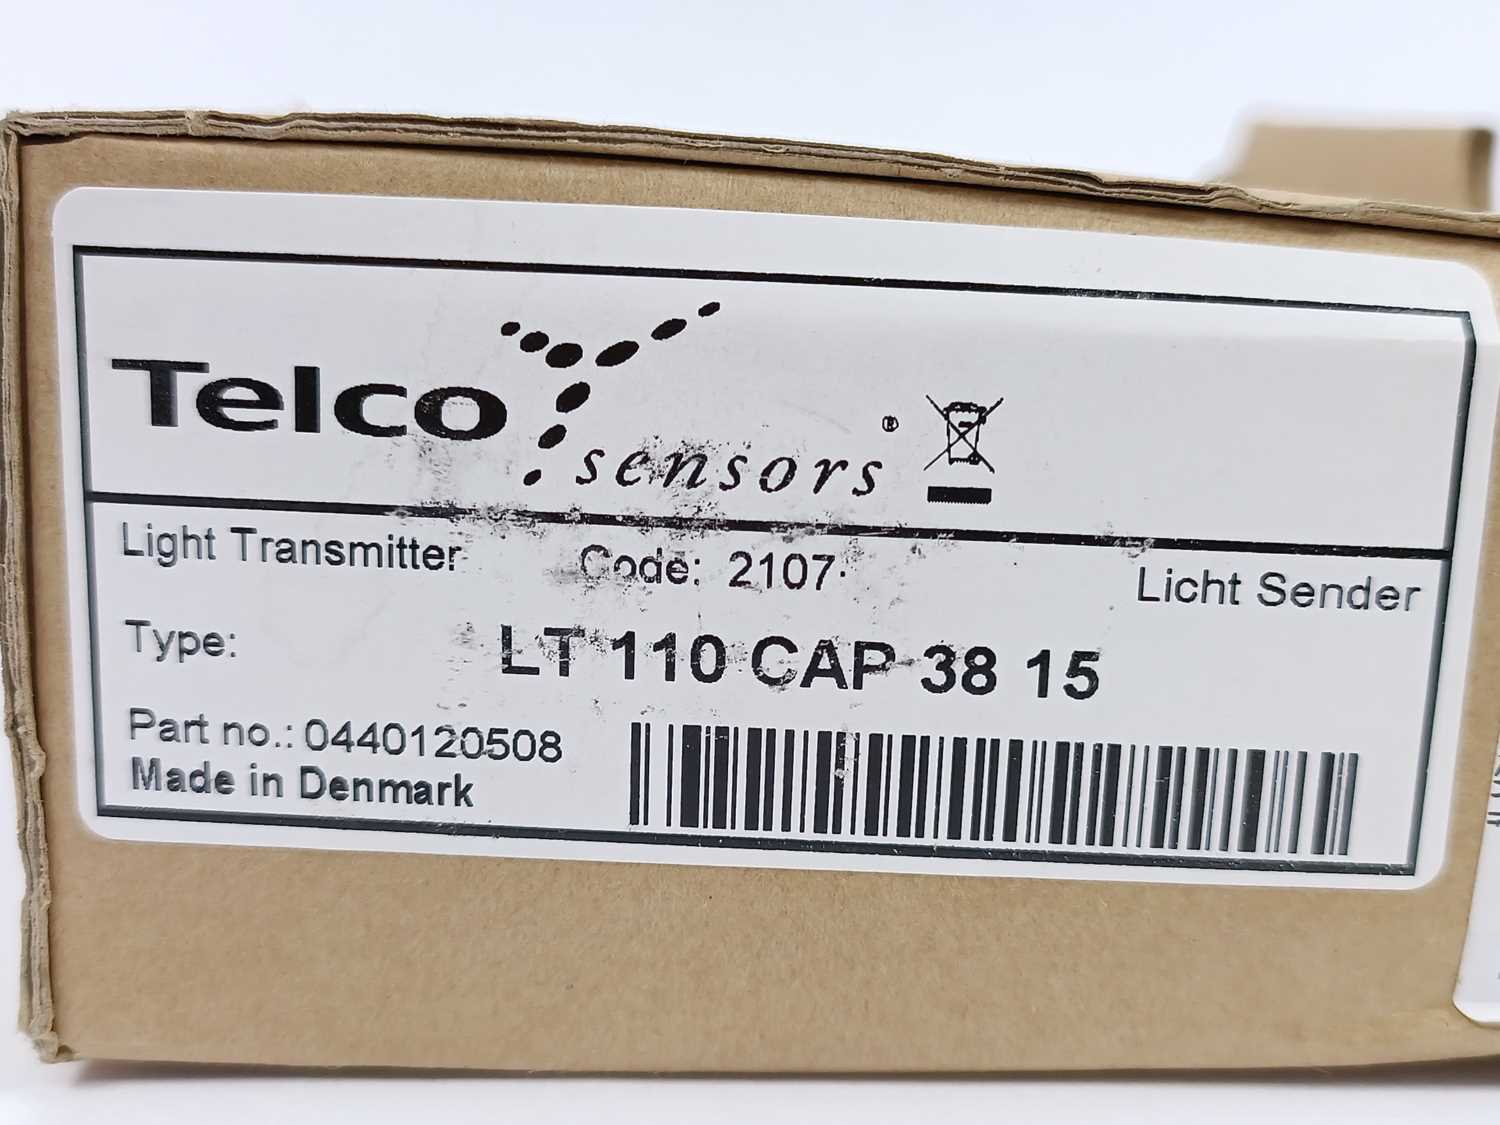 Telco sensors ®
Light Transmitter Code: 2107 Licht Sender
Type: LT 110 CAP 38 15
Part no.: 0440120508
Made in Denmark